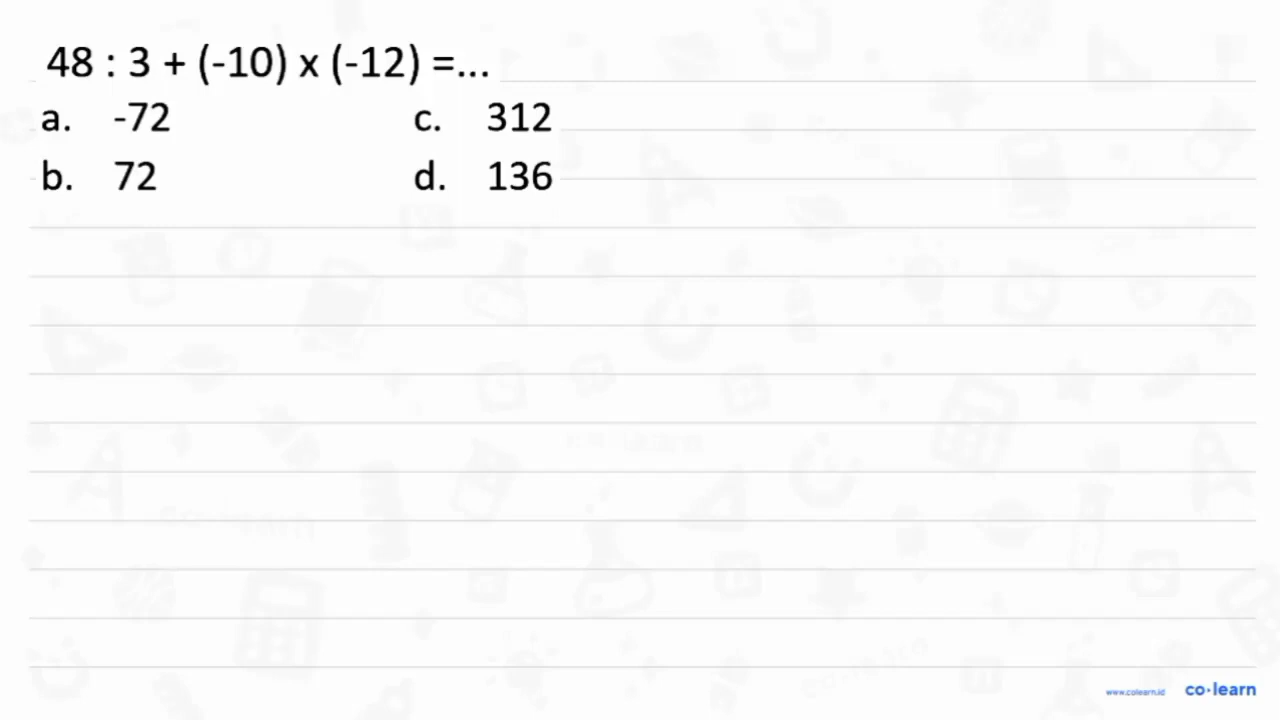 48 : 3 + (-10) x (-12) =...
a. -72 c. 312
b. 72 d. 136
www.colearn.id co·learn